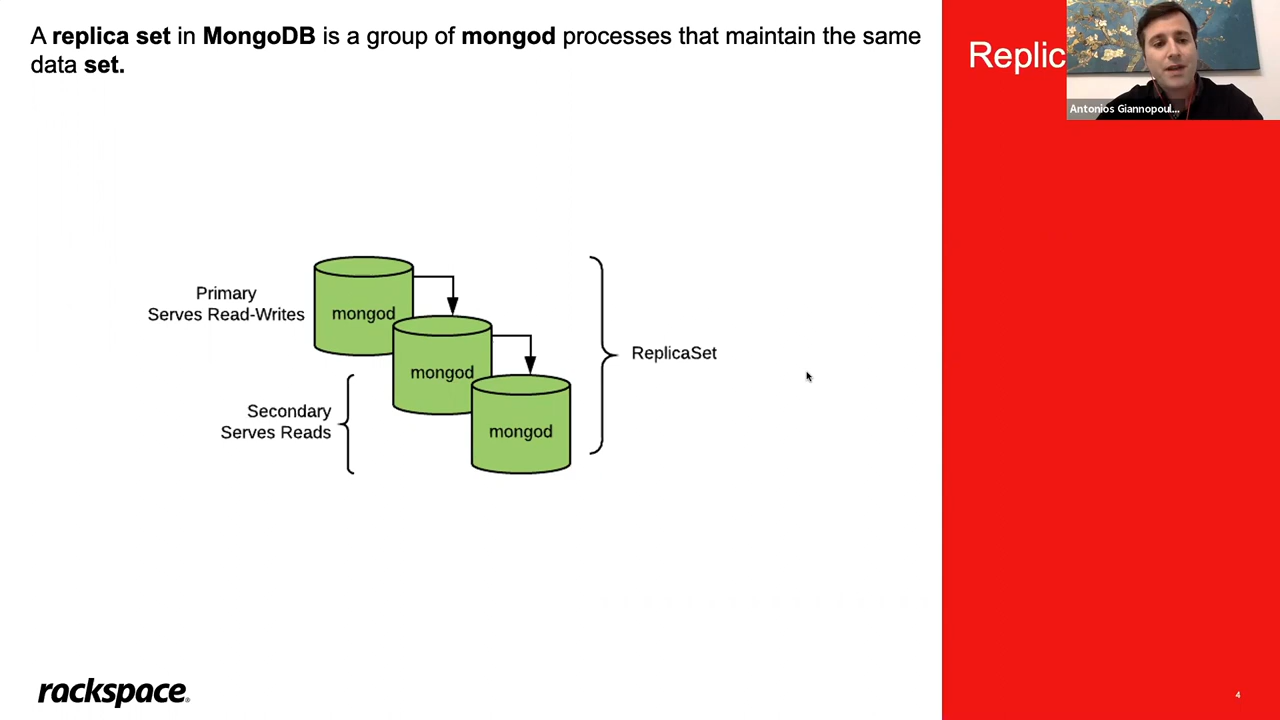 A replica set in MongoDB is a group of mongod processes that maintain the same
data set.
Replic
Antonios Giannopoul...
Primary
Serves Read-Writes
mongod
mongod
mongod
Secondary
Serves Reads
ReplicaSet
rackspace
4